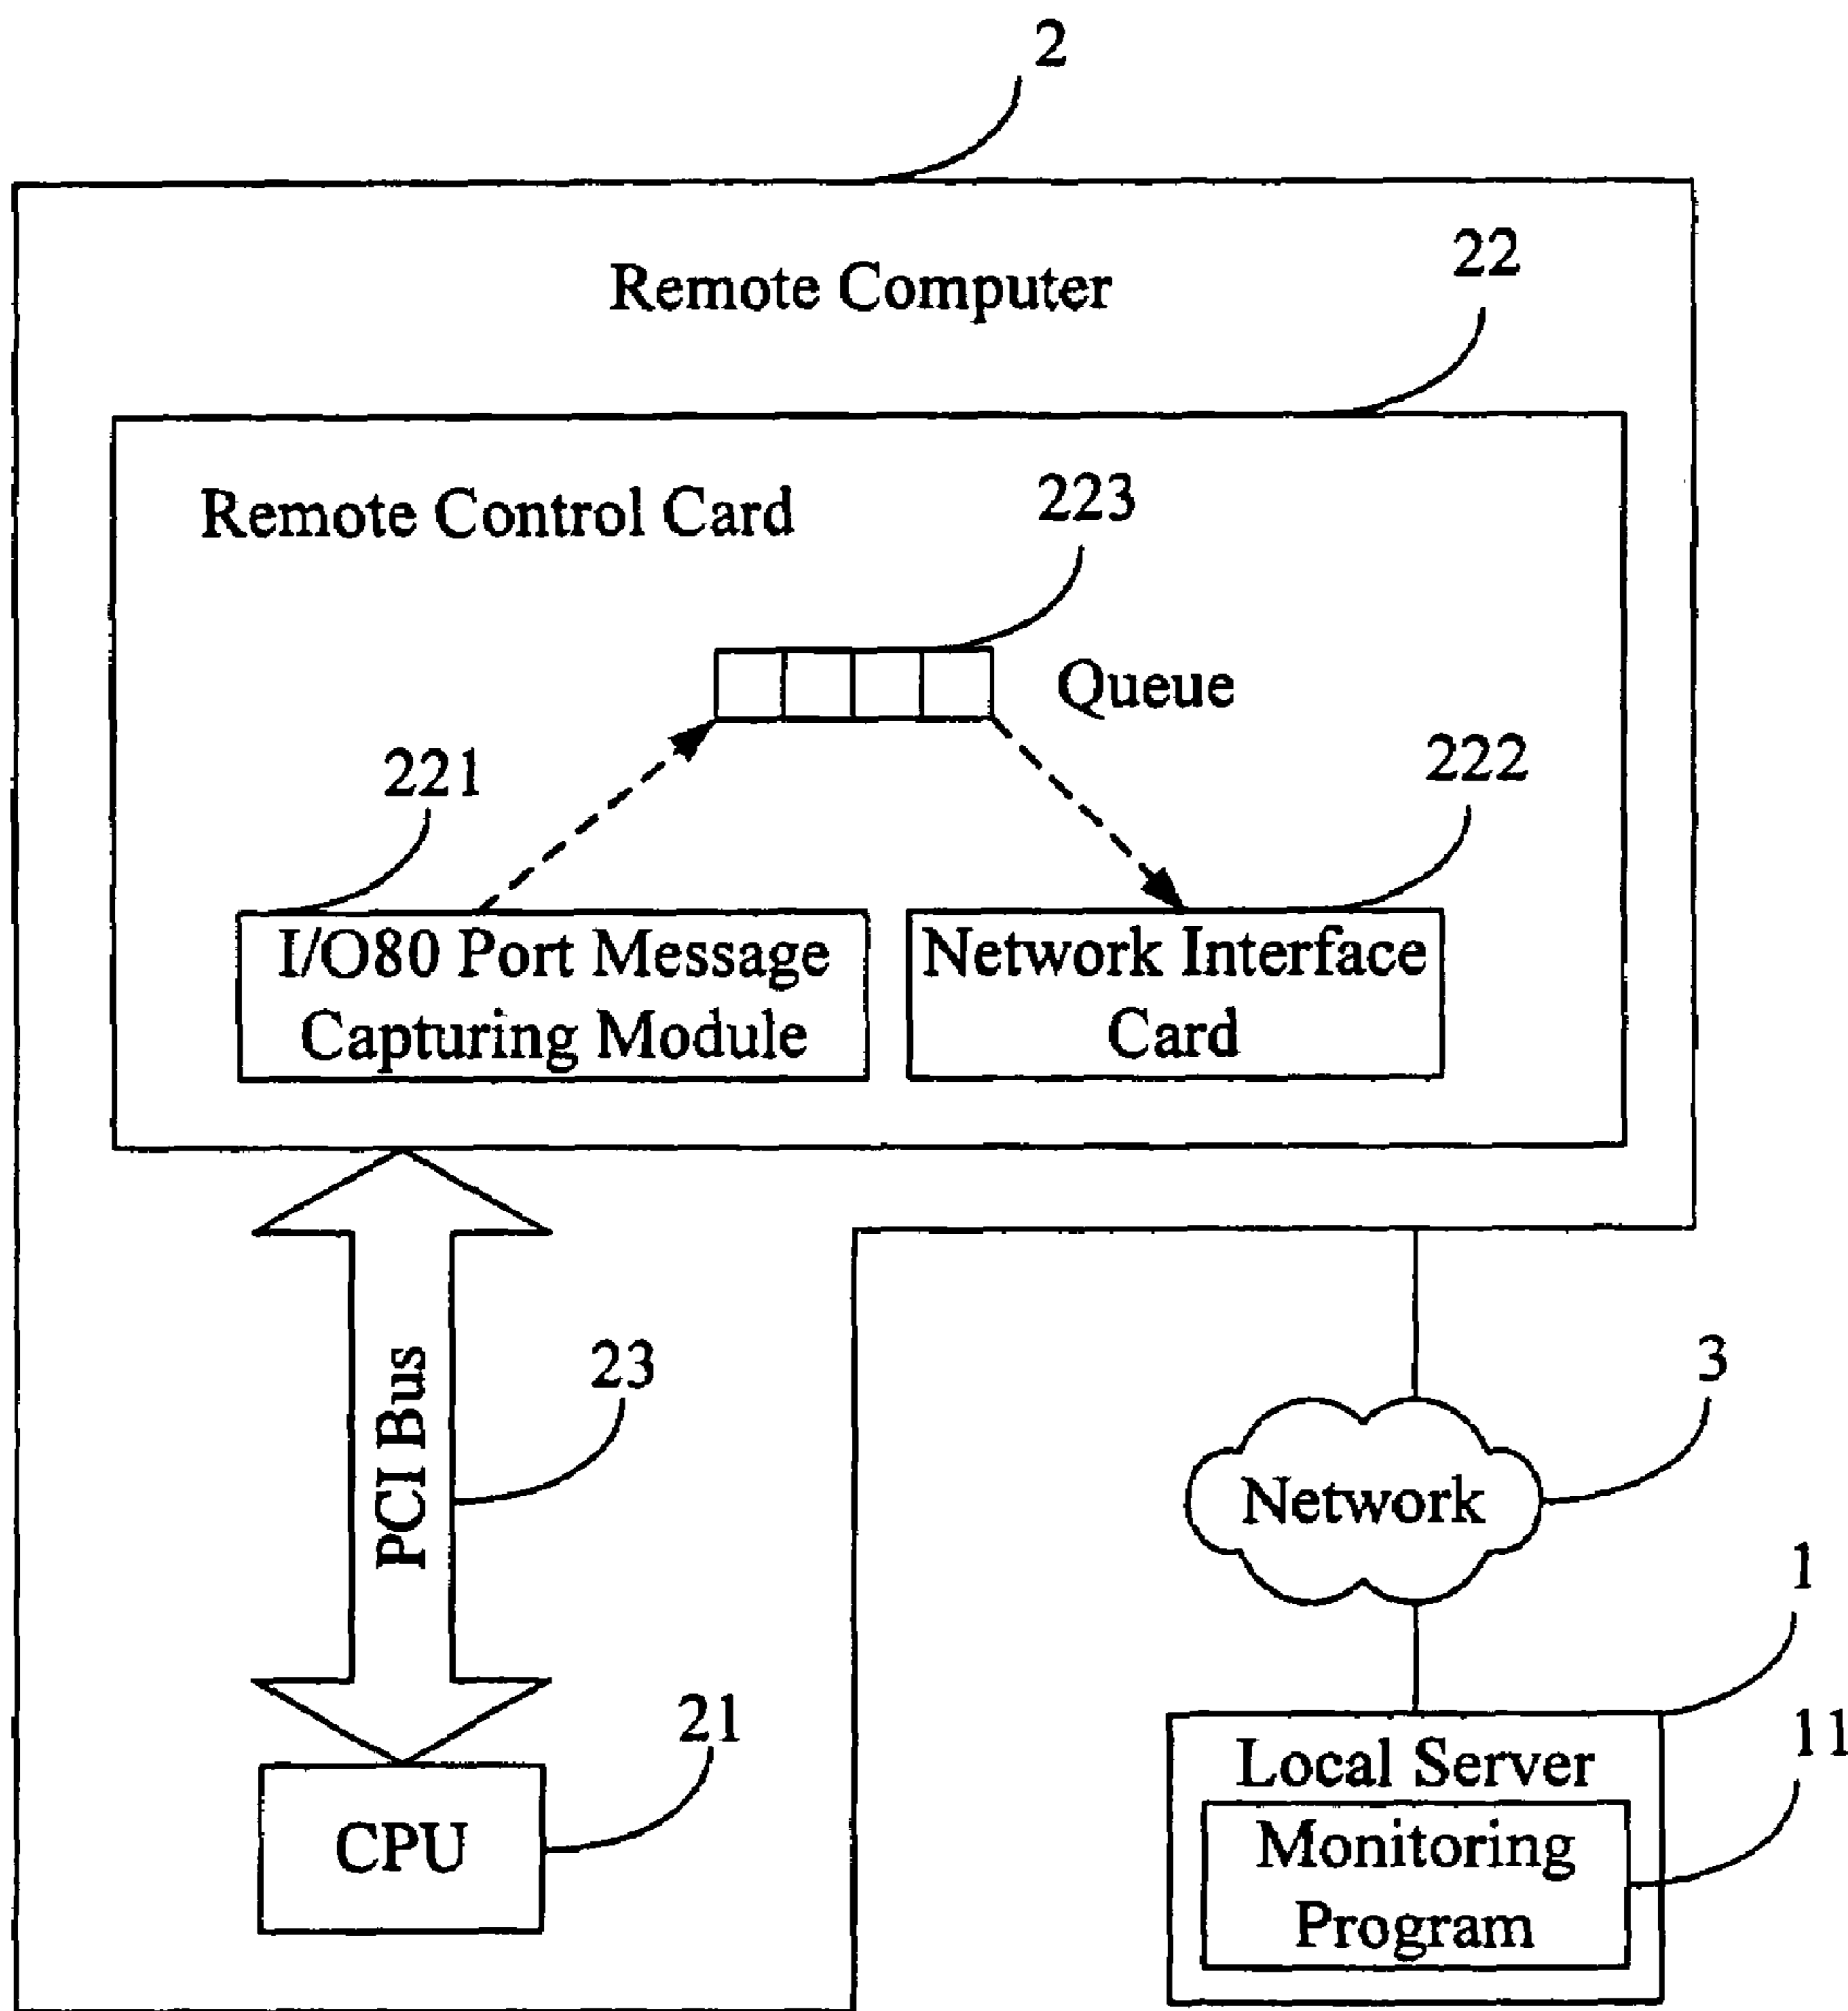 2
Remote Computer
22
Remote Control Card
223
Queue
221
222
I/O80 Port Message
Capturing Module
Network Interface
Card
PCI Bus
23
3
Network
1
21
CPU
Local Server
11
Monitoring
Program